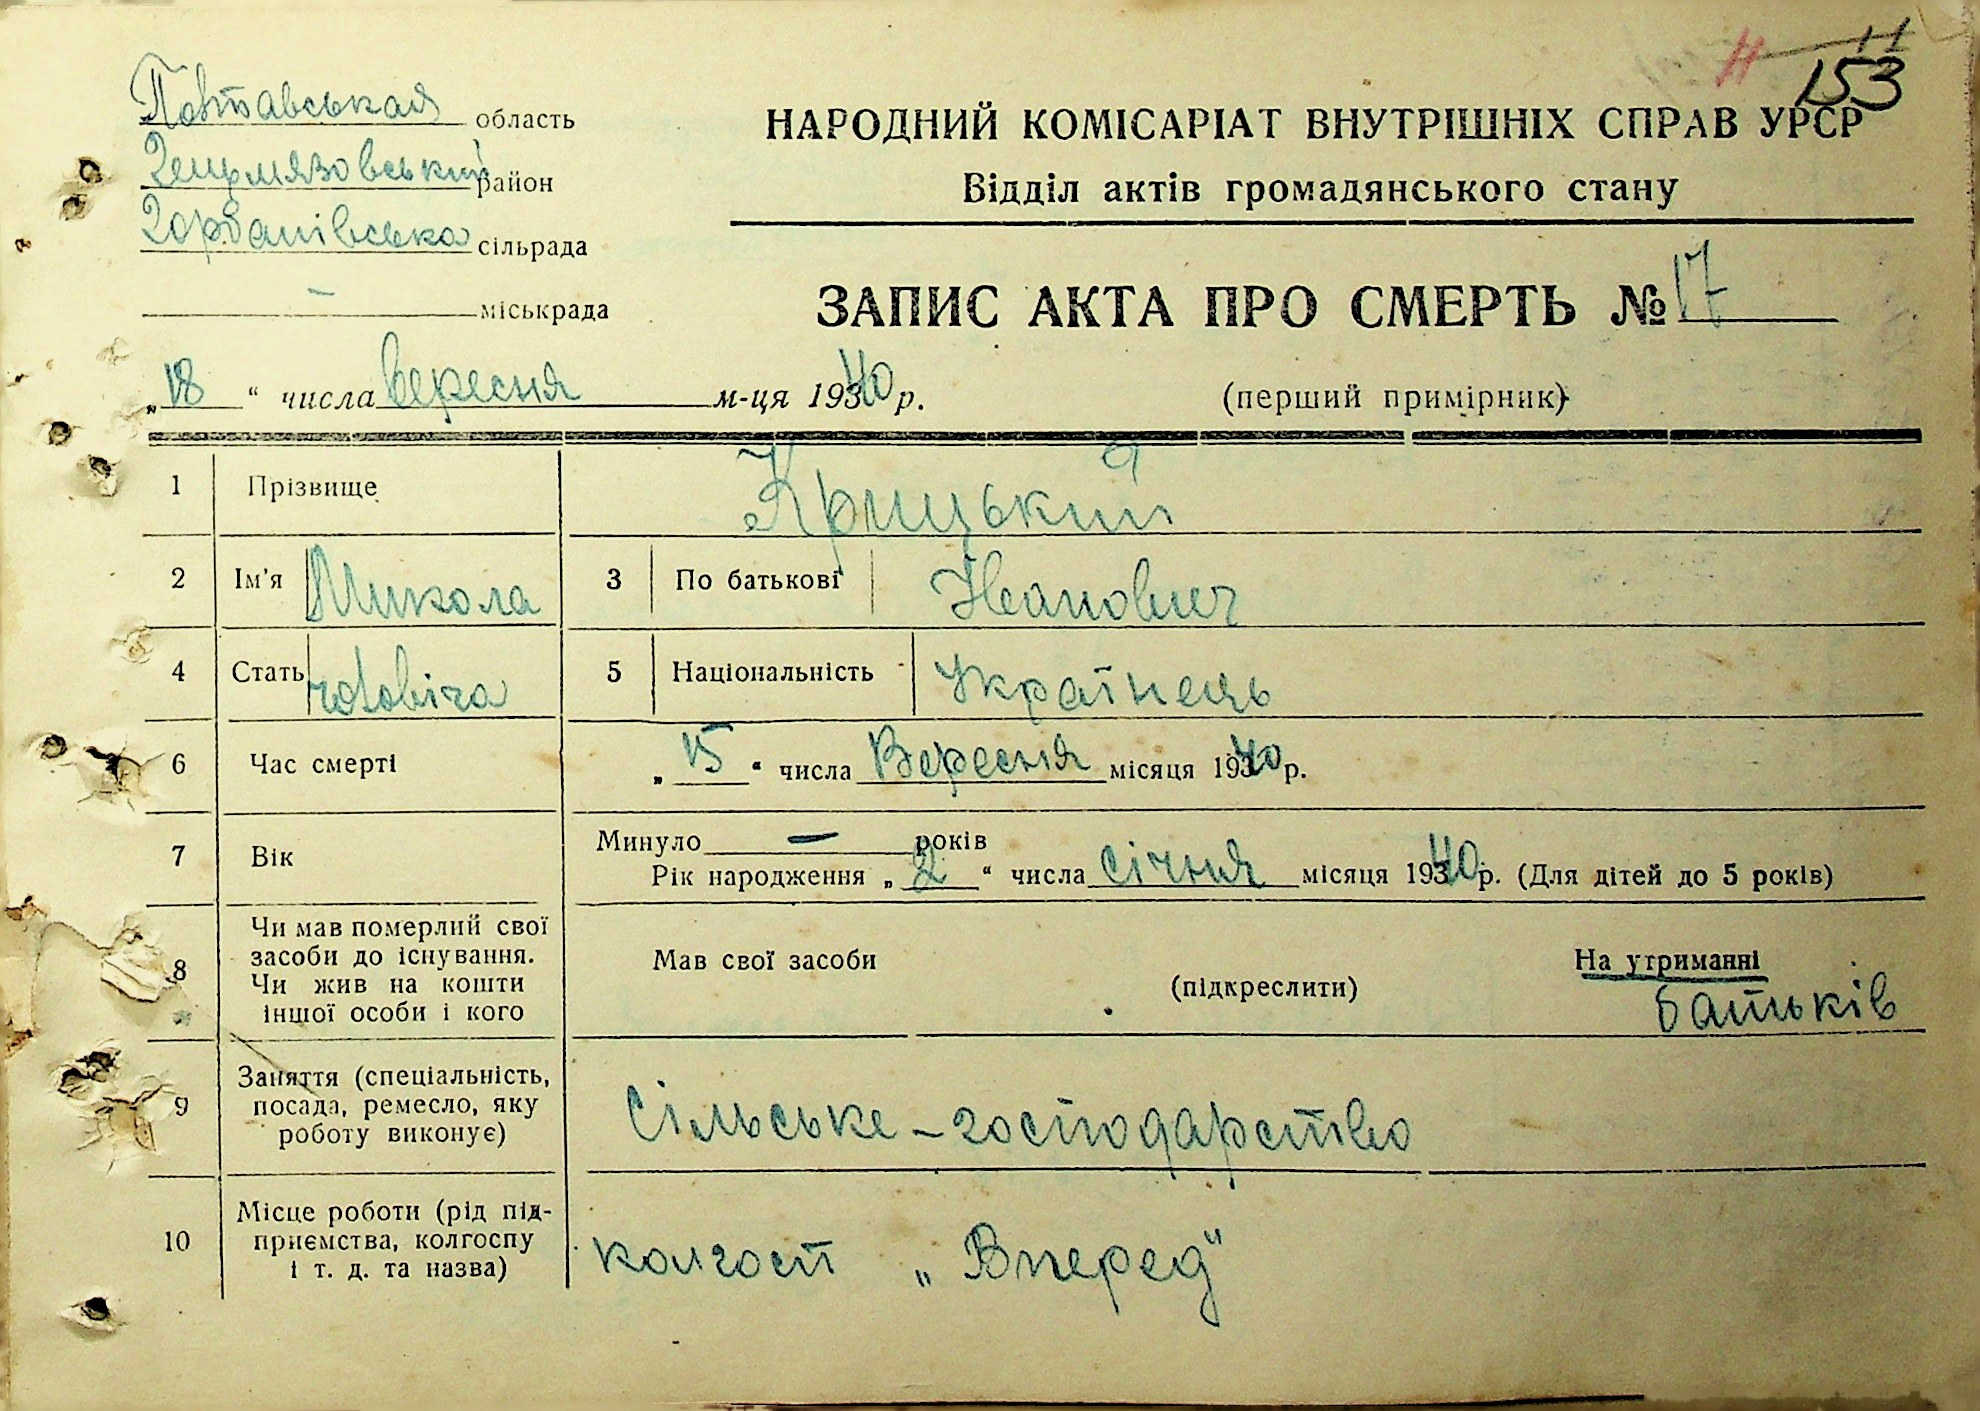 11
153
Полтавськая область
НАРОДНИЙ КОМІСАРІАТ ВНУТРІШНІХ СПРАВ УРСР
Гельмязовський район
Відділ актів громадянського стану
Горбанівська сільрада
— міськрада
ЗАПИС АКТА ПРО СМЕРТЬ № 17
„18“ числа вересня м-ця 1940 р.
(перший примірник)
1 Прізвище Крицький
2 Ім'я Микола 3 По батькові Іванович
4 Стать чоловіча 5 Національність Українець
6 Час смерті „15“ числа Вересня місяця 1940 р.
7 Вік Минуло — років
Рік народження „2“ числа січня місяця 1940 р. (Для дітей до 5 років)
8 Чи мав померлий свої
засоби до існування.
Чи жив на кошти
іншої особи і кого
Мав свої засоби
(підкреслити)
На утриманні
батьків
9 Заняття (спеціальність,
посада, ремесло, яку
роботу виконує)
Сільське-господарство
10 Місце роботи (рід під-
приємства, колгоспу
і т. д. та назва)
колгосп „Вперед“